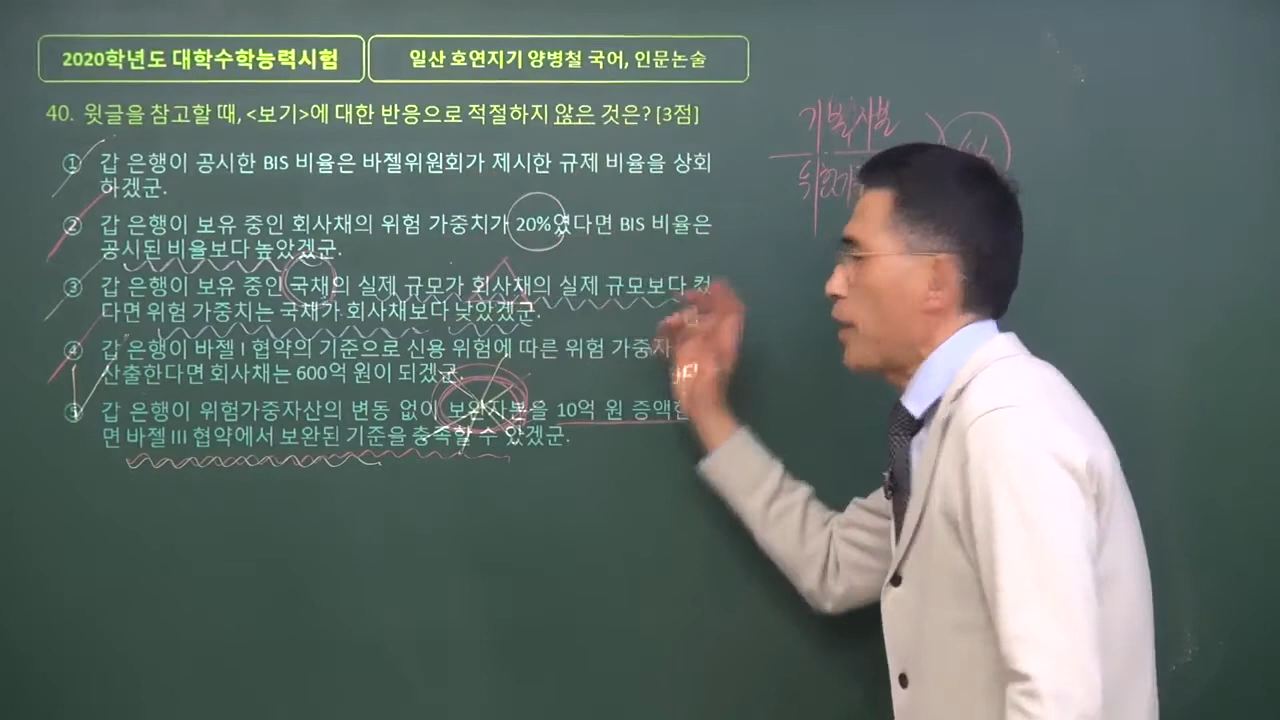 2020학년도 대학수학능력시험
일산 호연지기 양병철 국어, 인문논술
40. 윗글을 참고할 때, <보기>에 대한 반응으로 적절하지 않은 것은? [3점]
① 갑 은행이 공시한 BIS 비율은 바젤위원회가 제시한 규제 비율을 상회
하겠군.
② 갑 은행이 보유 중인 회사채의 위험 가중치가 20%였다면 BIS 비율은
공시된 비율보다 높았겠군.
③ 갑 은행이 보유 중인 국채의 실제 규모가 회사채의 실제 규모보다 컸
다면 위험 가중치는 국채가 회사채보다 낮았겠군.
④ 갑 은행이 바젤 I 협약의 기준으로 신용 위험에 따른 위험 가중자
산출한다면 회사채는 600억 원이 되겠군.
⑤ 갑 은행이 위험가중자산의 변동 없이 보완자본을 10억 원 증액한
면 바젤 III 협약에서 보완된 기준을 충족할 수 있겠군.
기본자본